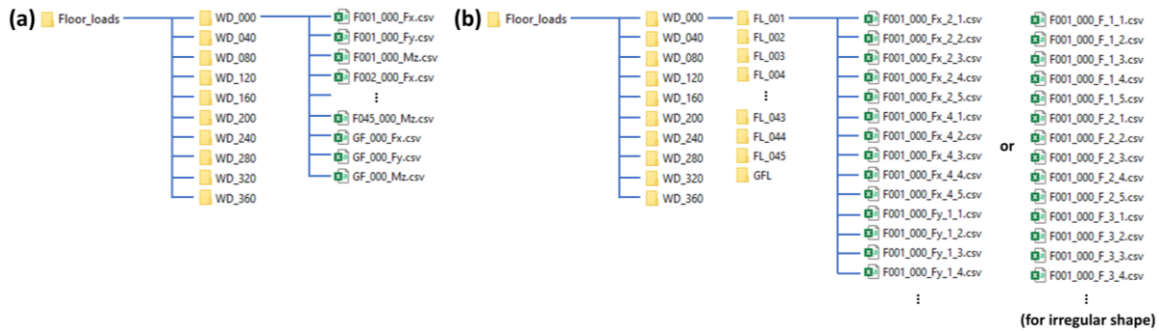 (a)
Floor_loads
WD_000
WD_040
WD_080
WD_120
WD_160
WD_200
WD_240
WD_280
WD_320
WD_360
F001_000_Fx.csv
F001_000_Fy.csv
F001_000_Mz.csv
F002_000_Fx.csv
⋮
F045_000_Mz.csv
GF_000_Fx.csv
GF_000_Fy.csv
GF_000_Mz.csv
(b)
Floor_loads
WD_000
WD_040
WD_080
WD_120
WD_160
WD_200
WD_240
WD_280
WD_320
WD_360
FL_001
FL_002
FL_003
FL_004
⋮
FL_043
FL_044
FL_045
GFL
F001_000_Fx_2_1.csv
F001_000_Fx_2_2.csv
F001_000_Fx_2_3.csv
F001_000_Fx_2_4.csv
F001_000_Fx_2_5.csv
F001_000_Fx_4_1.csv
F001_000_Fx_4_2.csv
F001_000_Fx_4_3.csv
F001_000_Fx_4_4.csv
F001_000_Fx_4_5.csv
F001_000_Fy_1_1.csv
F001_000_Fy_1_2.csv
F001_000_Fy_1_3.csv
F001_000_Fy_1_4.csv
⋮
or
F001_000_F_1_1.csv
F001_000_F_1_2.csv
F001_000_F_1_3.csv
F001_000_F_1_4.csv
F001_000_F_1_5.csv
F001_000_F_2_1.csv
F001_000_F_2_2.csv
F001_000_F_2_3.csv
F001_000_F_2_4.csv
F001_000_F_2_5.csv
F001_000_F_3_1.csv
F001_000_F_3_2.csv
F001_000_F_3_3.csv
F001_000_F_3_4.csv
⋮
(for irregular shape)